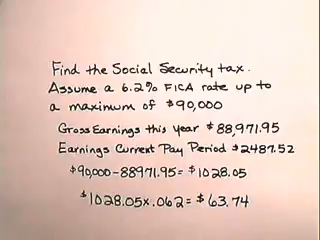 Find the Social Security tax.
Assume a 6.2% FICA rate up to
a maximum of $90,000
Gross Earnings this year $88,971.95
Earnings Current Pay Period $2487.52
$90,000-88971.95=$1028.05
$1028.05x.062=$63.74